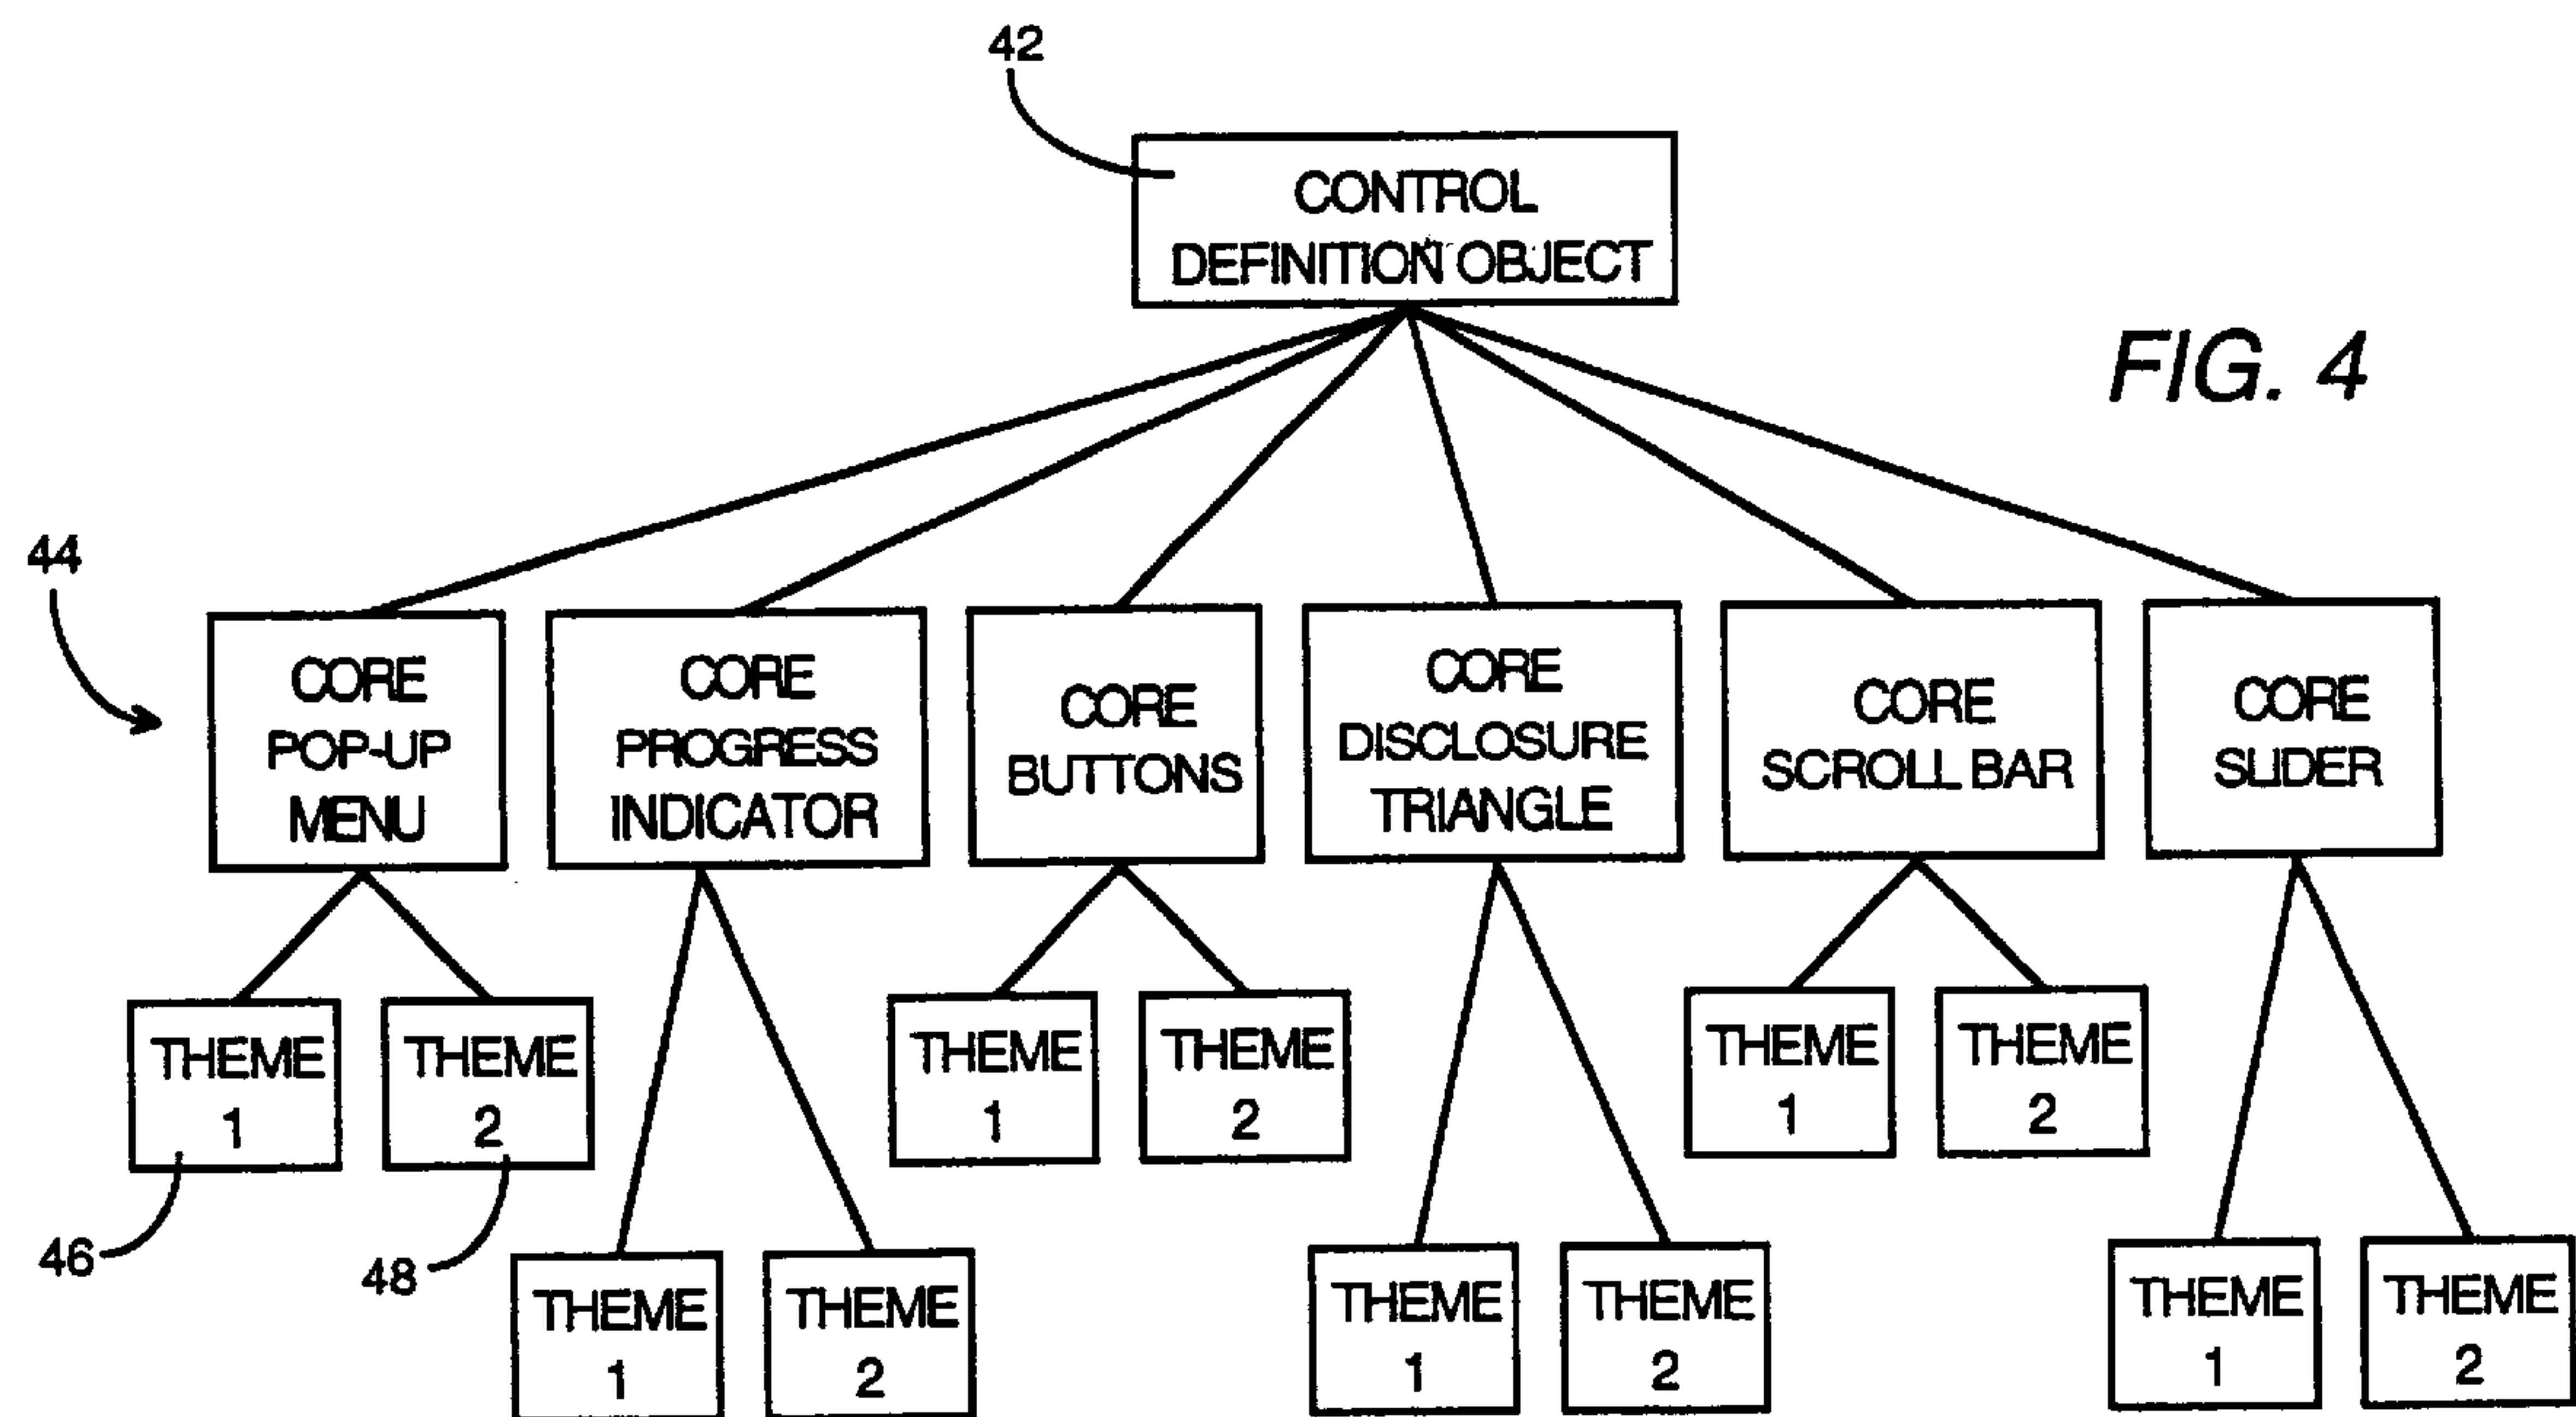 42
CONTROL
DEFINITION OBJECT
FIG. 4
44
CORE
POP-UP
MENU
CORE
PROGRESS
INDICATOR
CORE
BUTTONS
CORE
DISCLOSURE
TRIANGLE
CORE
SCROLL BAR
CORE
SLIDER
THEME
1
THEME
2
THEME
1
THEME
2
THEME
1
THEME
2
46
48
THEME
1
THEME
2
THEME
1
THEME
2
THEME
1
THEME
2